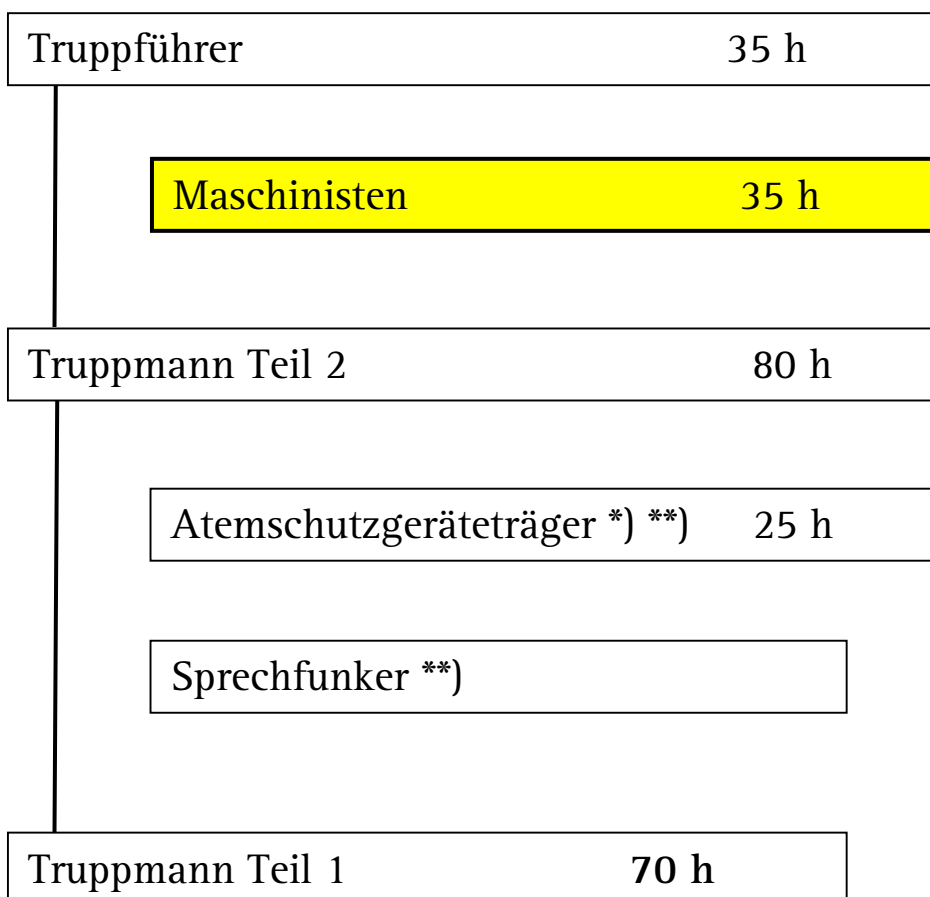 Truppführer 35 h
Maschinisten 35 h
Truppmann Teil 2 80 h
Atemschutzgeräteträger *) **) 25 h
Sprechfunker **)
Truppmann Teil 1 70 h